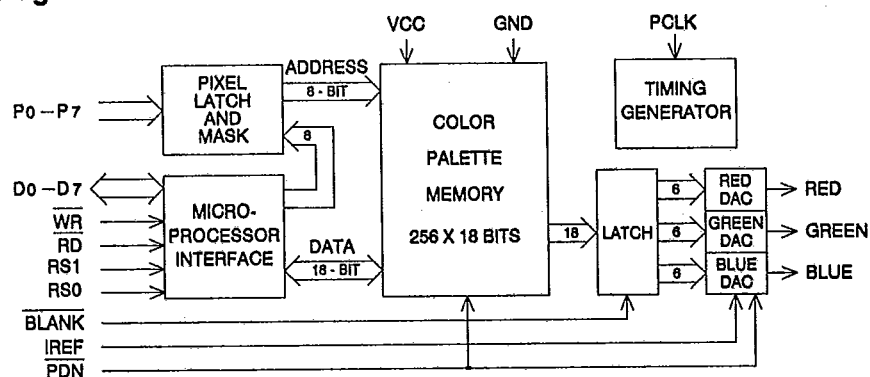 VCC
GND
PCLK
PIXEL
LATCH
AND
MASK
ADDRESS
8 - BIT
TIMING
GENERATOR
P0 – P7
8
COLOR
PALETTE
MEMORY
256 X 18 BITS
D0 – D7
WR
RD
RS1
RS0
MICRO-
PROCESSOR
INTERFACE
DATA
18 - BIT
18
LATCH
6
6
6
RED
DAC
GREEN
DAC
BLUE
DAC
RED
GREEN
BLUE
BLANK
IREF
PDN